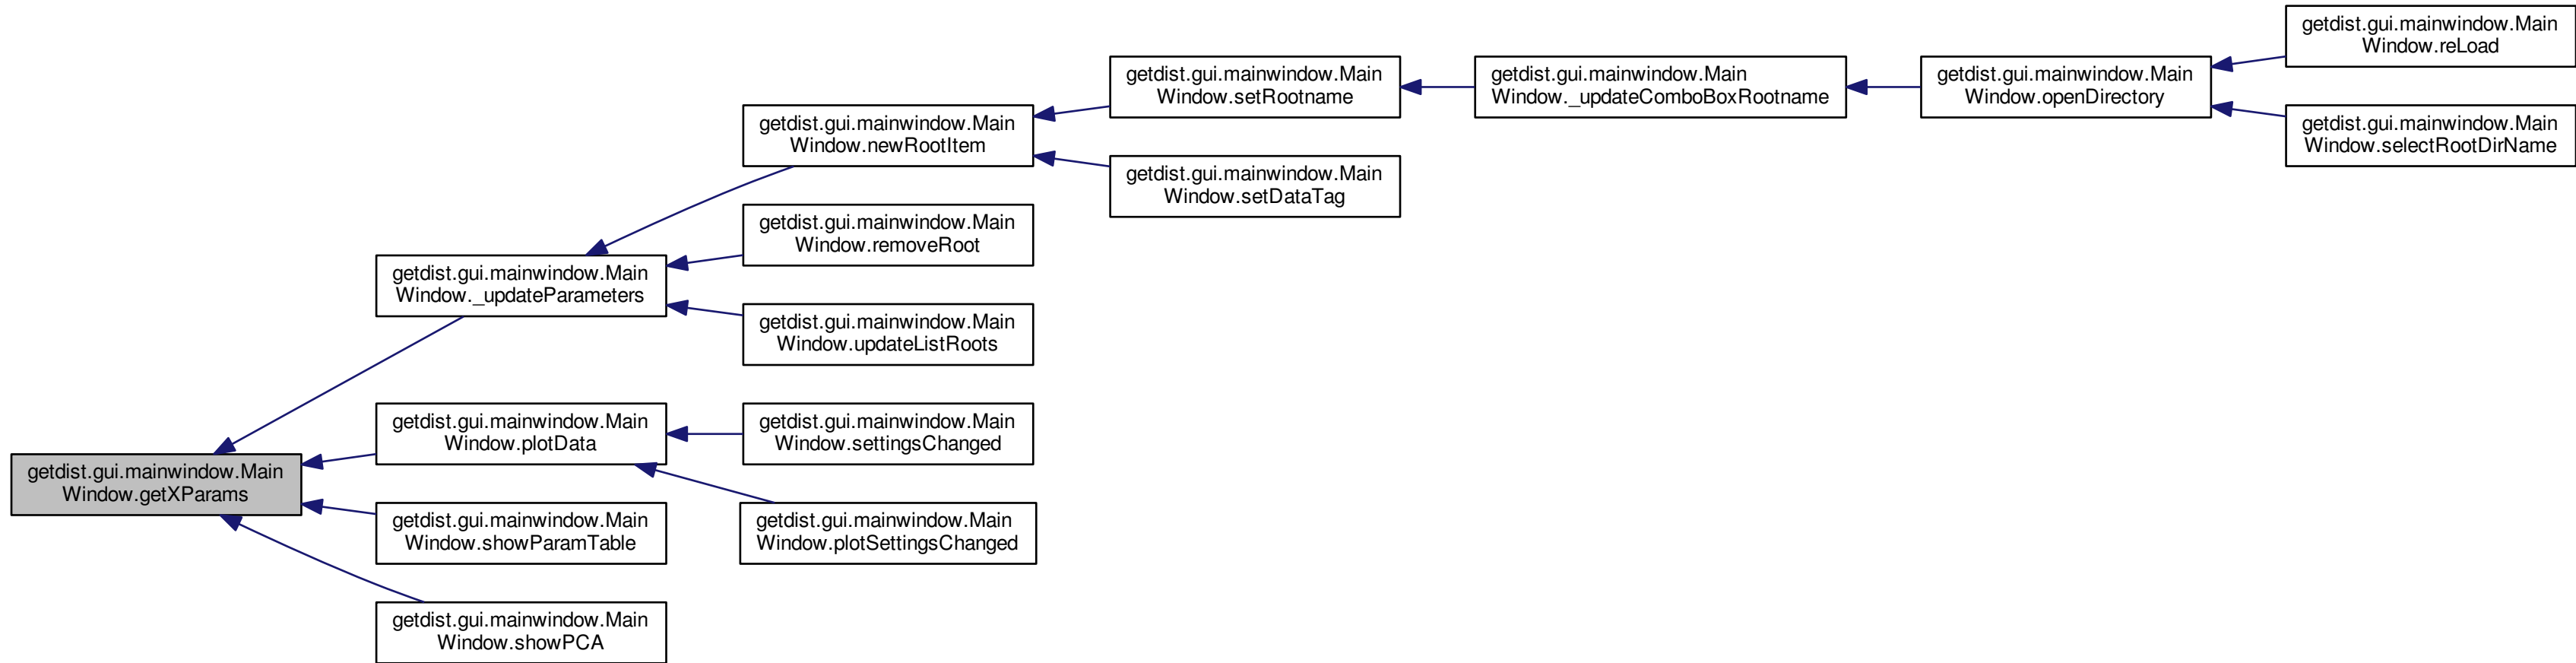 getdist.gui.mainwindow.Main
Window.reLoad
getdist.gui.mainwindow.Main
Window.setRootname
getdist.gui.mainwindow.Main
Window._updateComboBoxRootname
getdist.gui.mainwindow.Main
Window.openDirectory
getdist.gui.mainwindow.Main
Window.selectRootDirName
getdist.gui.mainwindow.Main
Window.newRootItem
getdist.gui.mainwindow.Main
Window.setDataTag
getdist.gui.mainwindow.Main
Window.removeRoot
getdist.gui.mainwindow.Main
Window._updateParameters
getdist.gui.mainwindow.Main
Window.updateListRoots
getdist.gui.mainwindow.Main
Window.plotData
getdist.gui.mainwindow.Main
Window.settingsChanged
getdist.gui.mainwindow.Main
Window.getXParams
getdist.gui.mainwindow.Main
Window.showParamTable
getdist.gui.mainwindow.Main
Window.plotSettingsChanged
getdist.gui.mainwindow.Main
Window.showPCA